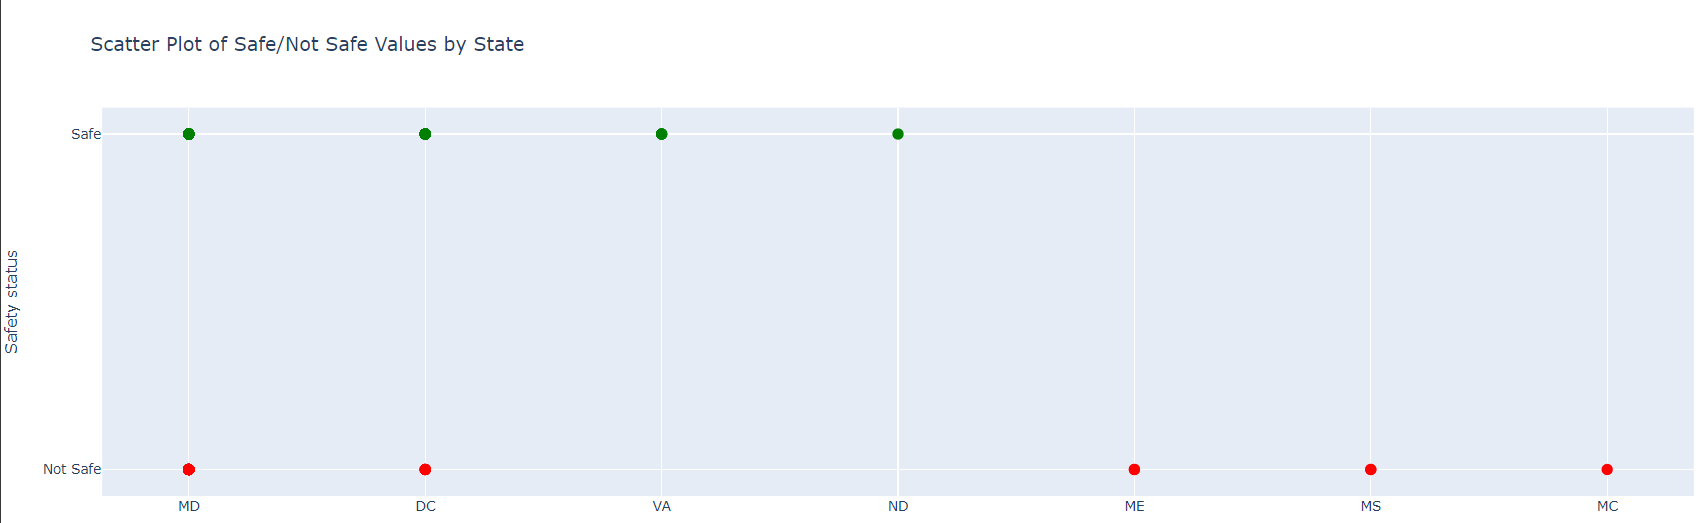 Scatter Plot of Safe/Not Safe Values by State
Safe
Safety status
Not Safe
MD DC VA ND ME MS MC